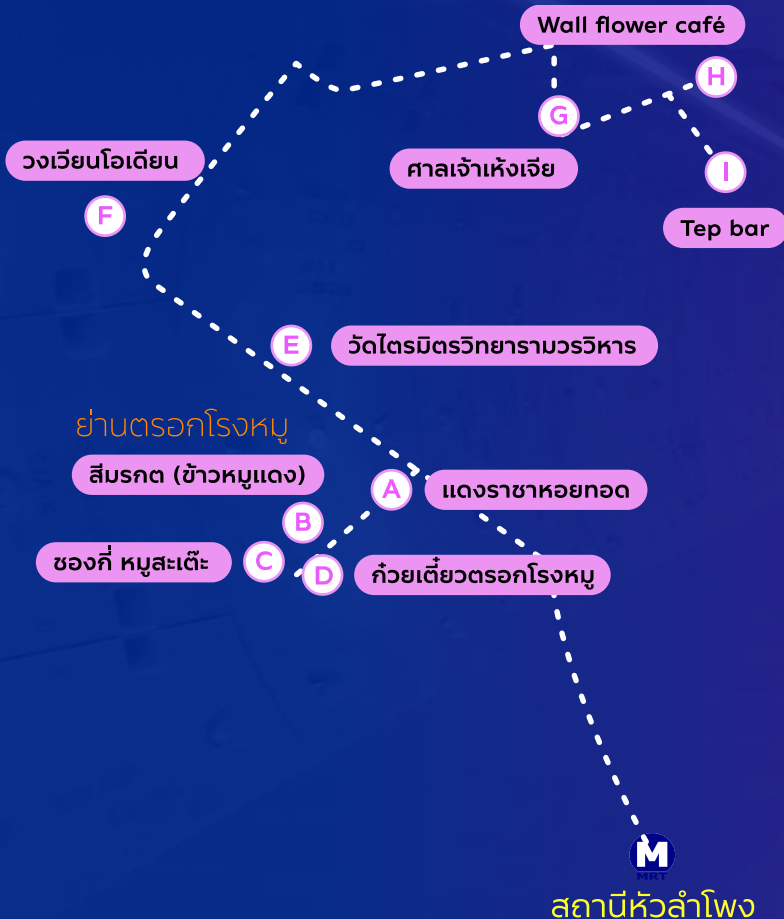 Wall flower café
H
G
วงเวียนโอเดียน
ศาลเจ้าเห้งเจีย
I
F
Tep bar
E
วัดไตรมิตรวิทยารามวรวิหาร
ย่านตรอกโรงหมู
สีมรกต (ข้าวหมูแดง)
A
แดงราชาหอยทอด
B
ซองกี่ หมูสะเต๊ะ
C
D
ก๋วยเตี๋ยวตรอกโรงหมู
M
MRT
สถานีหัวลำโพง